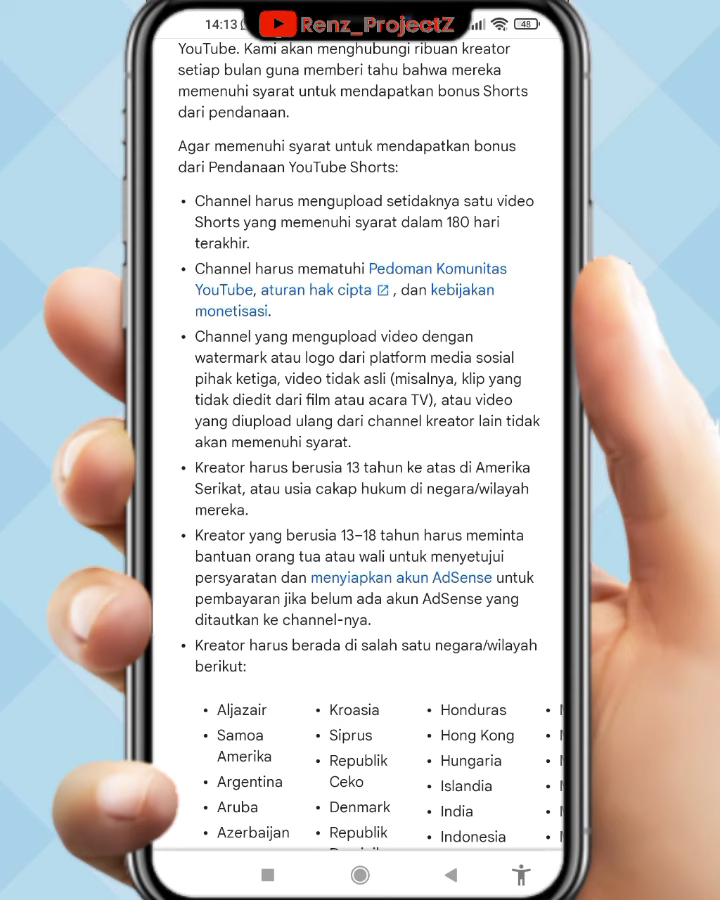 14:13
Renz_ProjectZ
48
YouTube. Kami akan menghubungi ribuan kreator
setiap bulan guna memberi tahu bahwa mereka
memenuhi syarat untuk mendapatkan bonus Shorts
dari pendanaan.
Agar memenuhi syarat untuk mendapatkan bonus
dari Pendanaan YouTube Shorts:
• Channel harus mengupload setidaknya satu video
Shorts yang memenuhi syarat dalam 180 hari
terakhir.
• Channel harus mematuhi Pedoman Komunitas
YouTube, aturan hak cipta , dan kebijakan
monetisasi.
• Channel yang mengupload video dengan
watermark atau logo dari platform media sosial
pihak ketiga, video tidak asli (misalnya, klip yang
tidak diedit dari film atau acara TV), atau video
yang diupload ulang dari channel kreator lain tidak
akan memenuhi syarat.
• Kreator harus berusia 13 tahun ke atas di Amerika
Serikat, atau usia cakap hukum di negara/wilayah
mereka.
• Kreator yang berusia 13–18 tahun harus meminta
bantuan orang tua atau wali untuk menyetujui
persyaratan dan menyiapkan akun AdSense untuk
pembayaran jika belum ada akun AdSense yang
ditautkan ke channel-nya.
• Kreator harus berada di salah satu negara/wilayah
berikut:
• Aljazair
• Samoa
Amerika
• Argentina
• Aruba
• Azerbaijan
• Kroasia
• Siprus
• Republik
Ceko
• Denmark
• Republik
• Honduras
• Hong Kong
• Hungaria
• Islandia
• India
• Indonesia